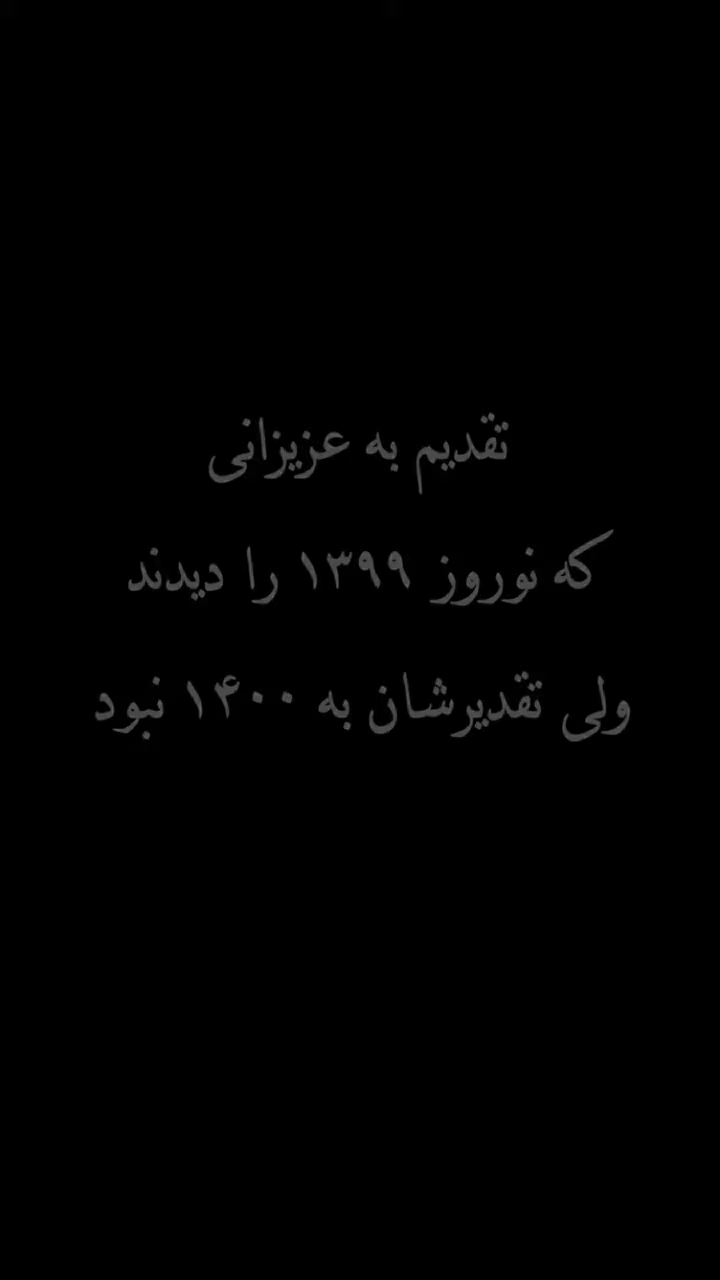 تقدیم به عزیزانی
که نوروز ۱۳۹۹ را دیدند
ولی تقدیرشان به ۱۴۰۰ نبود